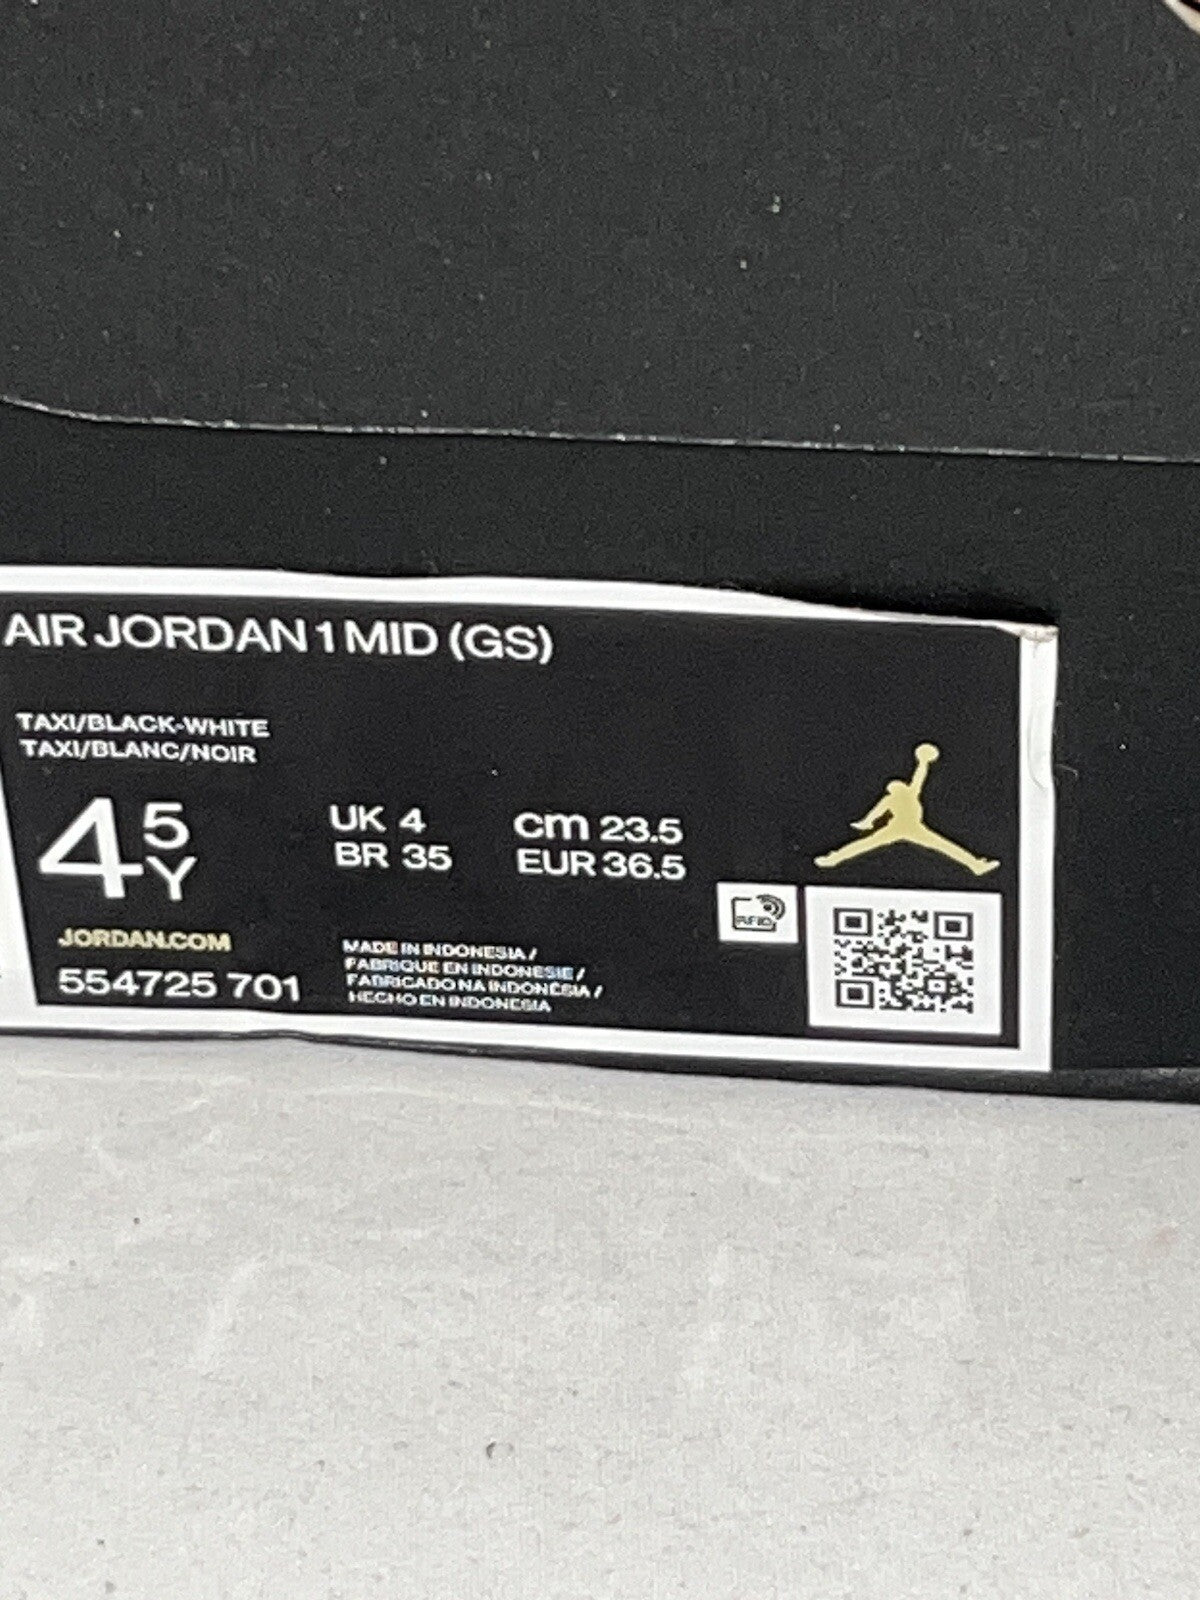 AIR JORDAN 1 MID (GS)
TAXI/BLACK-WHITE
TAXI/BLANC/NOIR
4 5 Y
UK 4
BR 35
cm 23.5
EUR 36.5
RFID
JORDAN.COM
554725 701
MADE IN INDONESIA /
FABRIQUE EN INDONESIE /
FABRICADO NA INDONÉSIA /
HECHO EN INDONESIA